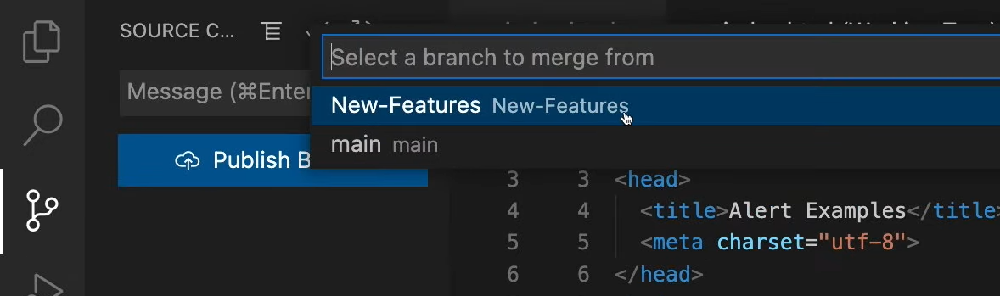 SOURCE C...
Select a branch to merge from
Message (⌘Enter
New-Features New-Features
main main
Publish B
3 3 <head>
4 4 <title>Alert Examples</title>
5 5 <meta charset="utf-8">
6 6 </head>